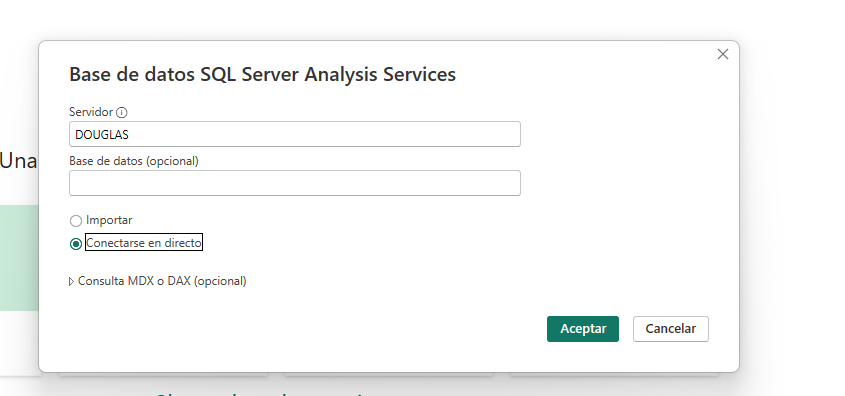 Base de datos SQL Server Analysis Services
Servidor
DOUGLAS
Una
Base de datos (opcional)
Importar
Conectarse en directo
Consulta MDX o DAX (opcional)
Aceptar Cancelar